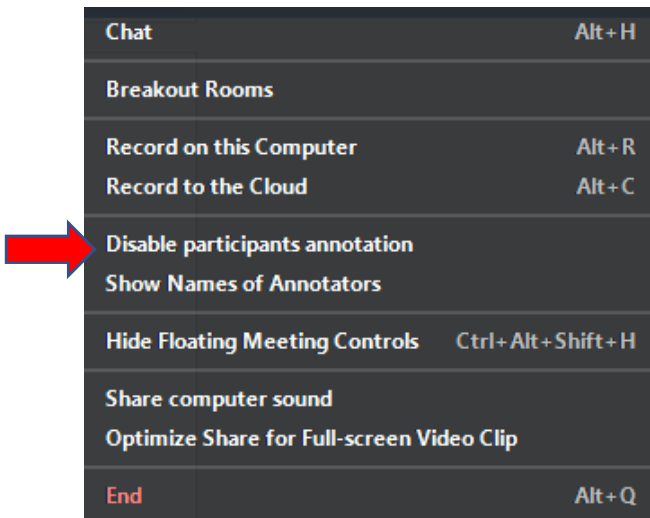 Chat Alt+H
Breakout Rooms
Record on this Computer Alt+R
Record to the Cloud Alt+C
Disable participants annotation
Show Names of Annotators
Hide Floating Meeting Controls Ctrl+Alt+Shift+H
Share computer sound
Optimize Share for Full-screen Video Clip
End Alt+Q